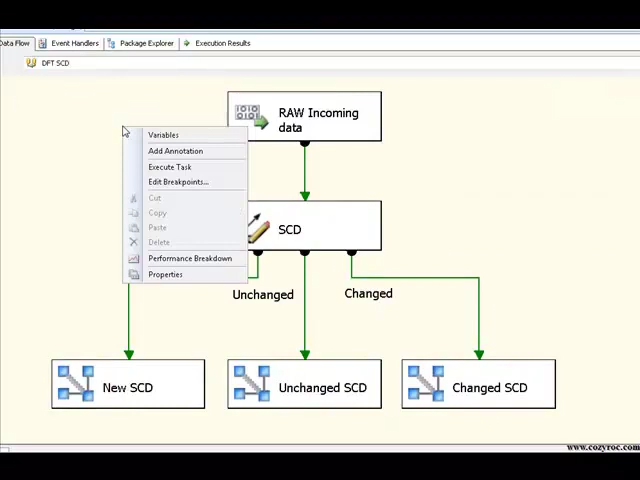 Data Flow
Event Handlers
Package Explorer
Execution Results
DFT SCD
RAW Incoming
data
Variables
Add Annotation
Execute Task
Edit Breakpoints...
Cut
Copy
Paste
Delete
Performance Breakdown
Properties
SCD
Unchanged
Changed
New SCD
Unchanged SCD
Changed SCD
www.cozyroc.com